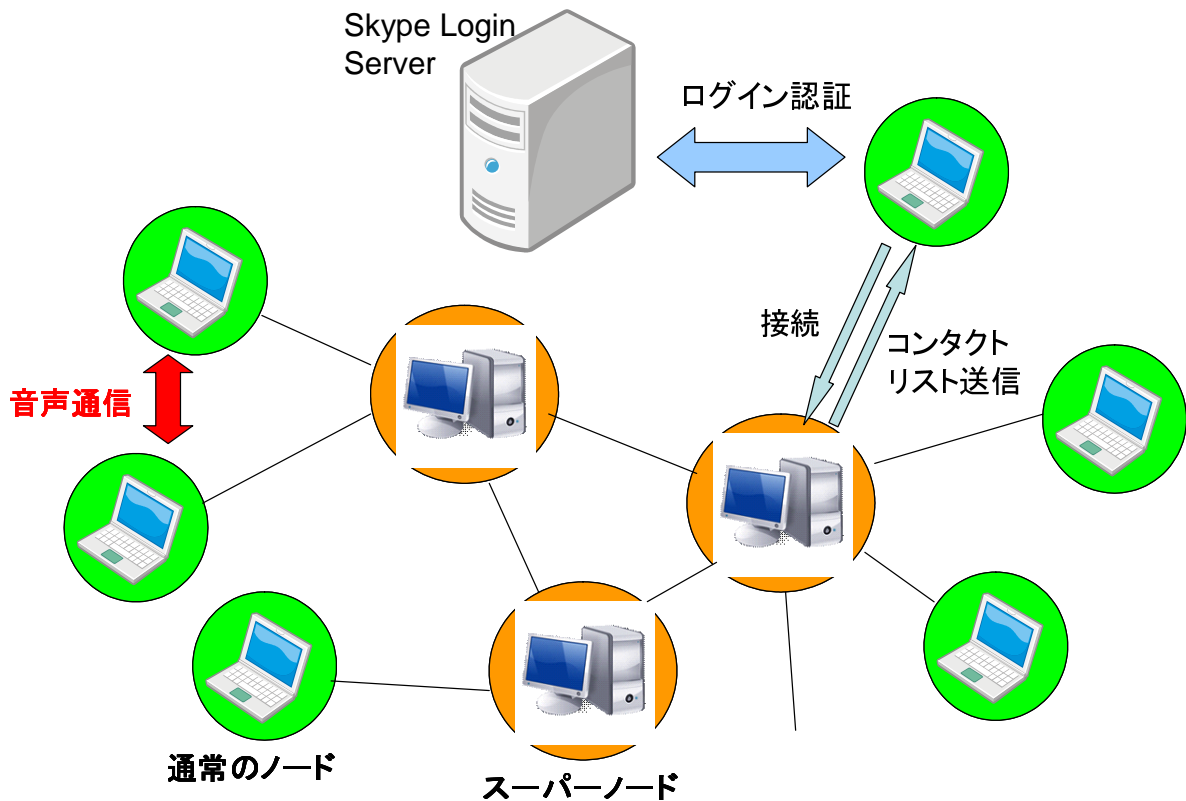 Skype Login
Server
ログイン認証
接続
コンタクト
リスト送信
音声通信
通常のノード
スーパーノード